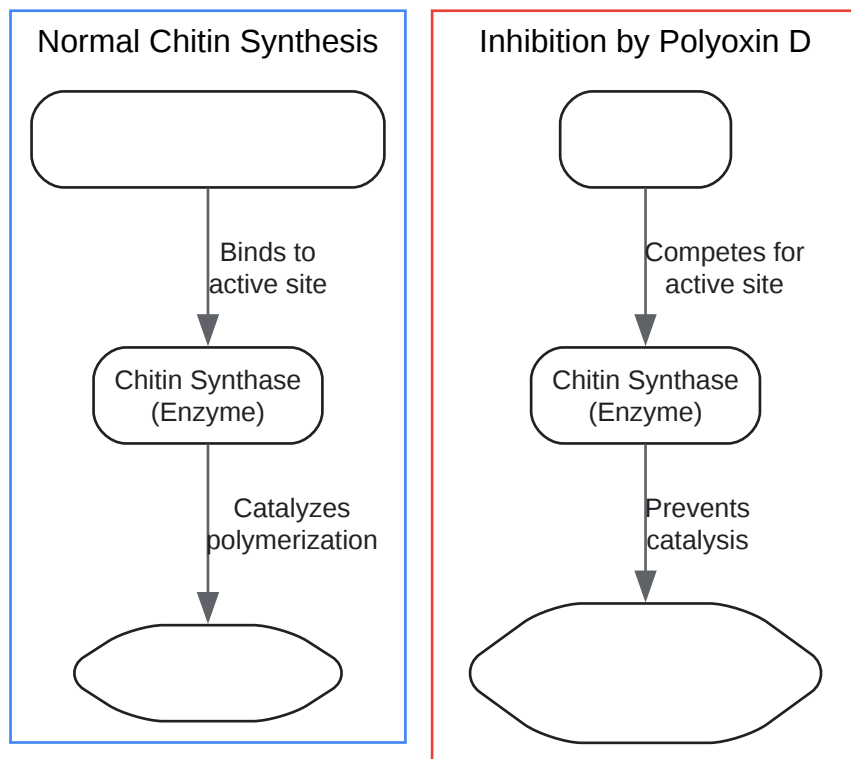 Normal Chitin Synthesis
Binds to
active site
Chitin Synthase
(Enzyme)
Catalyzes
polymerization
Inhibition by Polyoxin D
Competes for
active site
Chitin Synthase
(Enzyme)
Prevents
catalysis